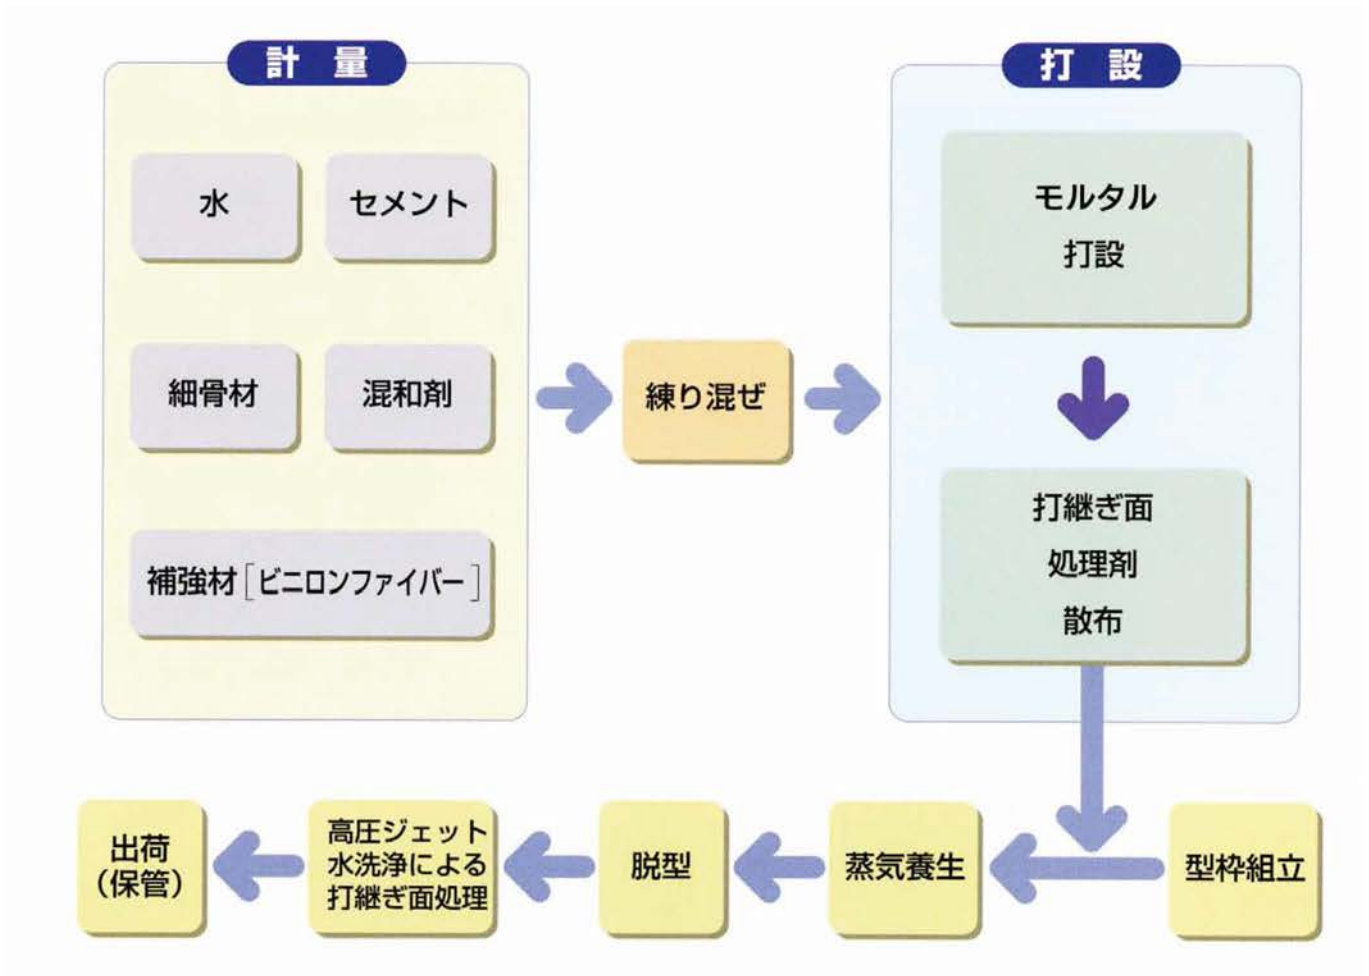 計量
水
セメント
細骨材
混和剤
補強材[ビニロンファイバー]
練り混ぜ
打設
モルタル
打設
打継ぎ面
処理剤
散布
型枠組立
蒸気養生
脱型
高圧ジェット
水洗浄による
打継ぎ面処理
出荷
(保管)